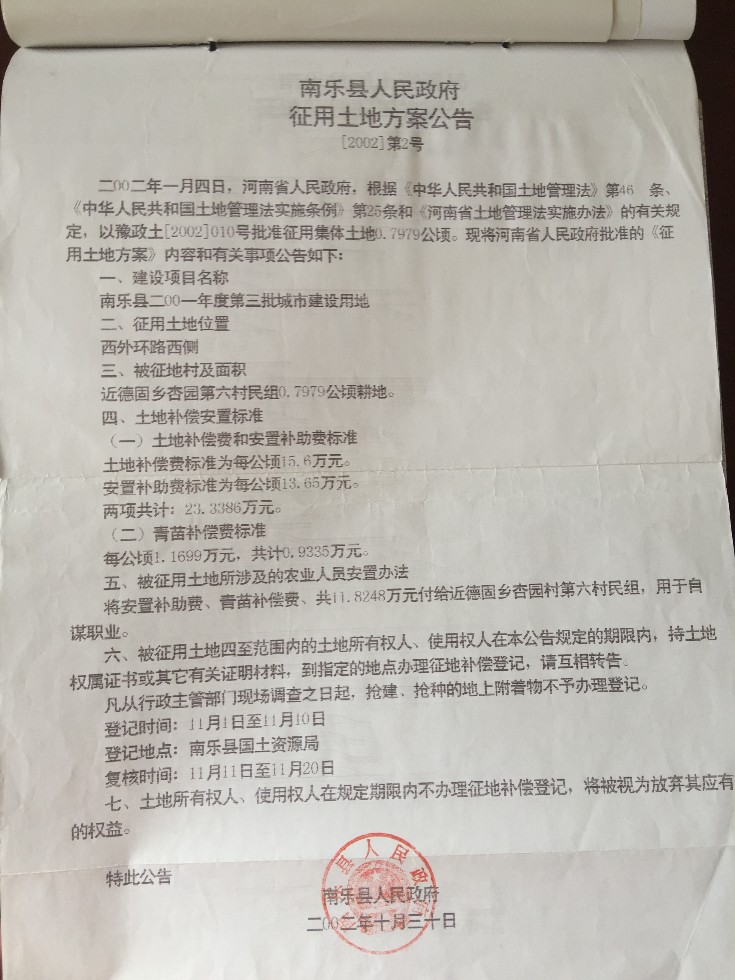 南乐县人民政府
征用土地方案公告
[2002]第2号
二00二年一月四日，河南省人民政府，根据《中华人民共和国土地管理法》第46 条、
《中华人民共和国土地管理法实施条例》第25条和《河南省土地管理法实施办法》的有关规
定，以豫政土[2002]010号批准征用集体土地0.7979公顷。现将河南省人民政府批准的《征
用土地方案》内容和有关事项公告如下：
一、建设项目名称
南乐县二00一年度第三批城市建设用地
二、征用土地位置
西外环路西侧
三、被征地村及面积
近德固乡杏园第六村民组0.7979公顷耕地。
四、土地补偿安置标准
（一）土地补偿费和安置补助费标准
土地补偿费标准为每公顷15.6万元。
安置补助费标准为每公顷13.65万元。
两项共计：23.3386万元。
（二）青苗补偿费标准
每公顷1.1699万元，共计0.9335万元。
五、被征用土地所涉及的农业人员安置办法
将安置补助费、青苗补偿费、共11.8248万元付给近德固乡杏园村第六村民组，用于自
谋职业。
六、被征用土地四至范围内的土地所有权人、使用权人在本公告规定的期限内，持土地
权属证书或其它有关证明材料，到指定的地点办理征地补偿登记，请互相转告。
凡从行政主管部门现场调查之日起，抢建、抢种的地上附着物不予办理登记。
登记时间：11月1日至11月10日
登记地点：南乐县国土资源局
复核时间：11月11日至11月20日
七、土地所有权人、使用权人在规定期限内不办理征地补偿登记，将被视为放弃其应有
的权益。
特此公告
县人民政
南乐县人民政府
二00二年十月三十日